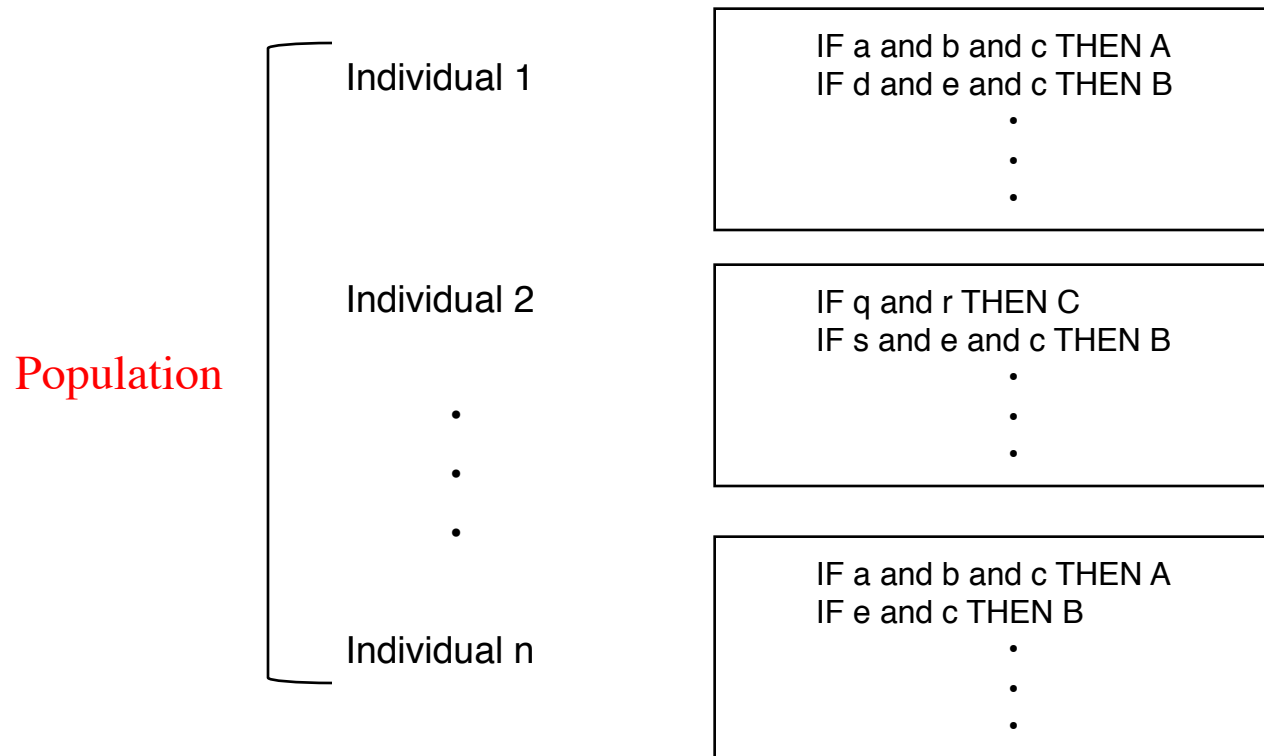 Population
Individual 1
IF a and b and c THEN A
IF d and e and c THEN B
.
.
.
Individual 2
IF q and r THEN C
IF s and e and c THEN B
.
.
.
.
.
.
Individual n
IF a and b and c THEN A
IF e and c THEN B
.
.
.